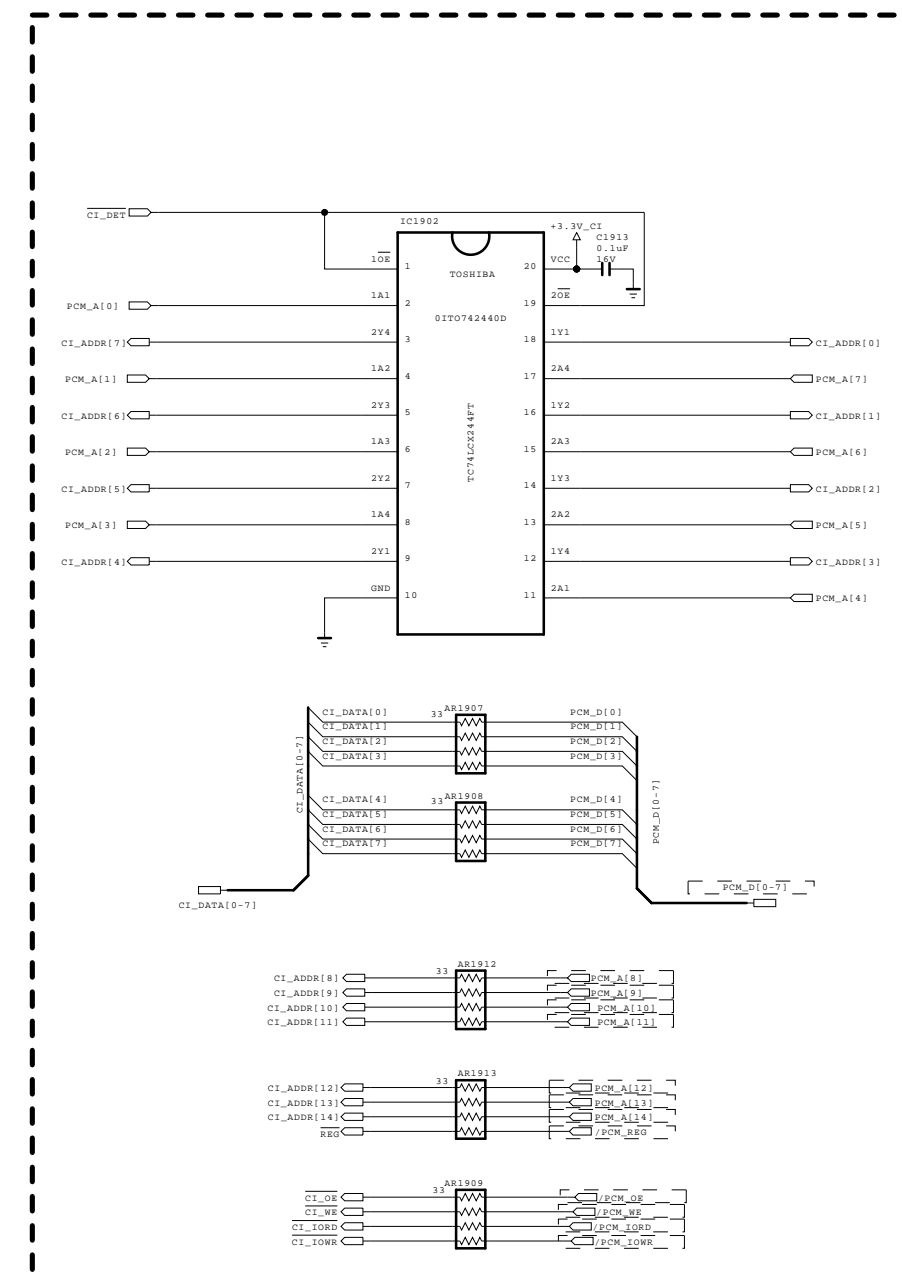 CI_DET
IC1902
+3.3V_CI
C1913
0.1uF
16V
1OE 1 TOSHIBA 20 VCC
PCM_A[0] 1A1 2 19 2OE
0ITO742440D
CI_ADDR[7] 2Y4 3 18 1Y1 CI_ADDR[0]
PCM_A[1] 1A2 4 17 2A4 PCM_A[7]
CI_ADDR[6] 2Y3 5 16 1Y2 CI_ADDR[1]
TC74LCX244FT
PCM_A[2] 1A3 6 15 2A3 PCM_A[6]
CI_ADDR[5] 2Y2 7 14 1Y3 CI_ADDR[2]
PCM_A[3] 1A4 8 13 2A2 PCM_A[5]
CI_ADDR[4] 2Y1 9 12 1Y4 CI_ADDR[3]
GND 10 11 2A1 PCM_A[4]
AR1907
CI_DATA[0] 33 PCM_D[0]
CI_DATA[1] PCM_D[1]
CI_DATA[2] PCM_D[2]
CI_DATA[3] PCM_D[3]
CI_DATA[0-7]
PCM_D[0-7]
AR1908
CI_DATA[4] 33 PCM_D[4]
CI_DATA[5] PCM_D[5]
CI_DATA[6] PCM_D[6]
CI_DATA[7] PCM_D[7]
PCM_D[0-7]
CI_DATA[0-7]
AR1912
33
CI_ADDR[8] PCM_A[8]
CI_ADDR[9] PCM_A[9]
CI_ADDR[10] PCM_A[10]
CI_ADDR[11] PCM_A[11]
AR1913
33
CI_ADDR[12] PCM_A[12]
CI_ADDR[13] PCM_A[13]
CI_ADDR[14] PCM_A[14]
REG /PCM_REG
AR1909
33
CI_OE /PCM_OE
CI_WE /PCM_WE
CI_IORD /PCM_IORD
CI_IOWR /PCM_IOWR